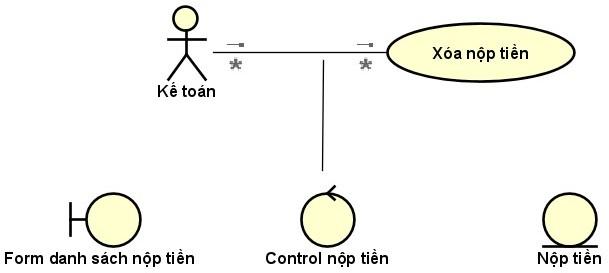 Xóa nộp tiền
Kế toán
Form danh sách nộp tiền
Control nộp tiền
Nộp tiền